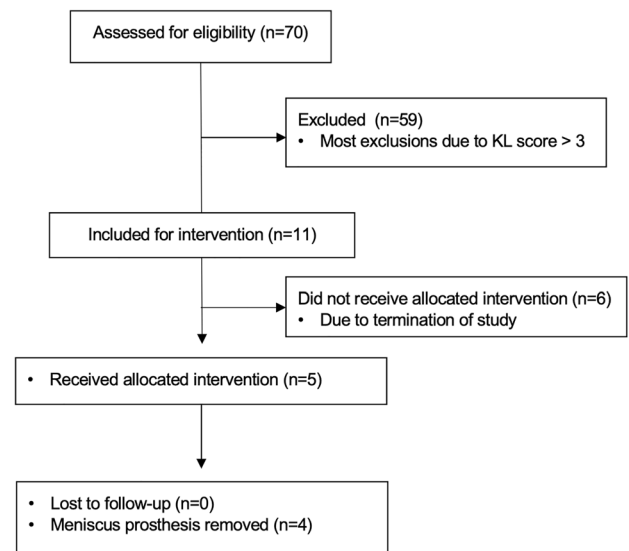 Assessed for eligibility (n=70)
Excluded (n=59)
• Most exclusions due to KL score > 3
Included for intervention (n=11)
Did not receive allocated intervention (n=6)
• Due to termination of study
• Received allocated intervention (n=5)
• Lost to follow-up (n=0)
• Meniscus prosthesis removed (n=4)